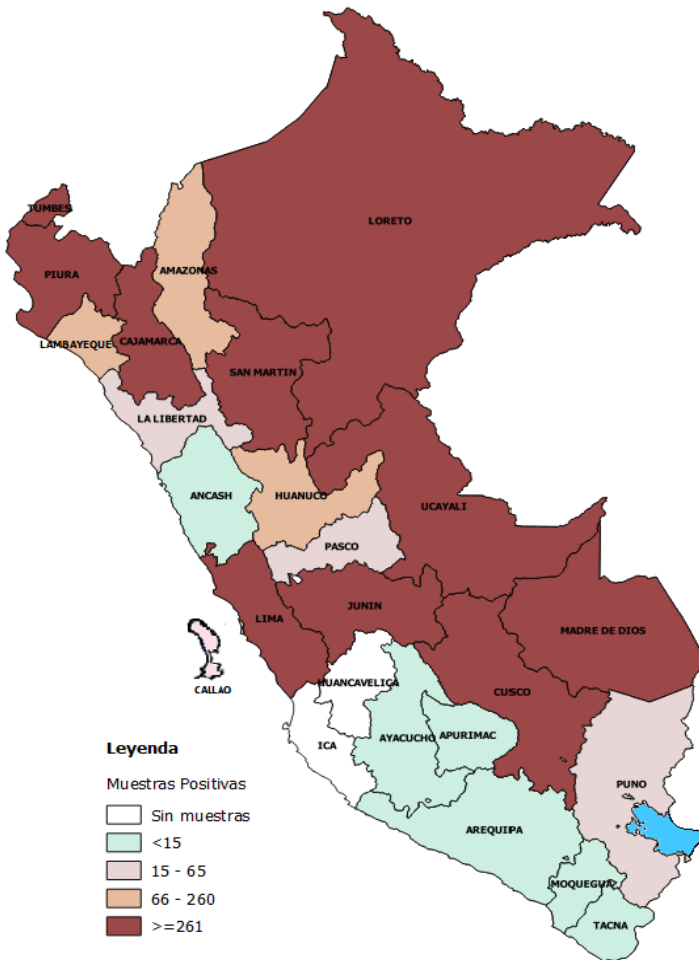 TUMBES
LORETO
PIURA
AMAZONAS
LAMBAYEQUE
CAJAMARCA
SAN MARTIN
LA LIBERTAD
ANCASH
HUANUCO
UCAYALI
PASCO
LIMA
JUNIN
MADRE DE DIOS
HUANCAVELICA
CALLAO
CUSCO
ICA
AYACUCHO
APURIMAC
PUNO
AREQUIPA
MOQUEGUA
TACNA
Leyenda
Muestras Positivas
Sin muestras
<15
15 - 65
66 - 260
>=261